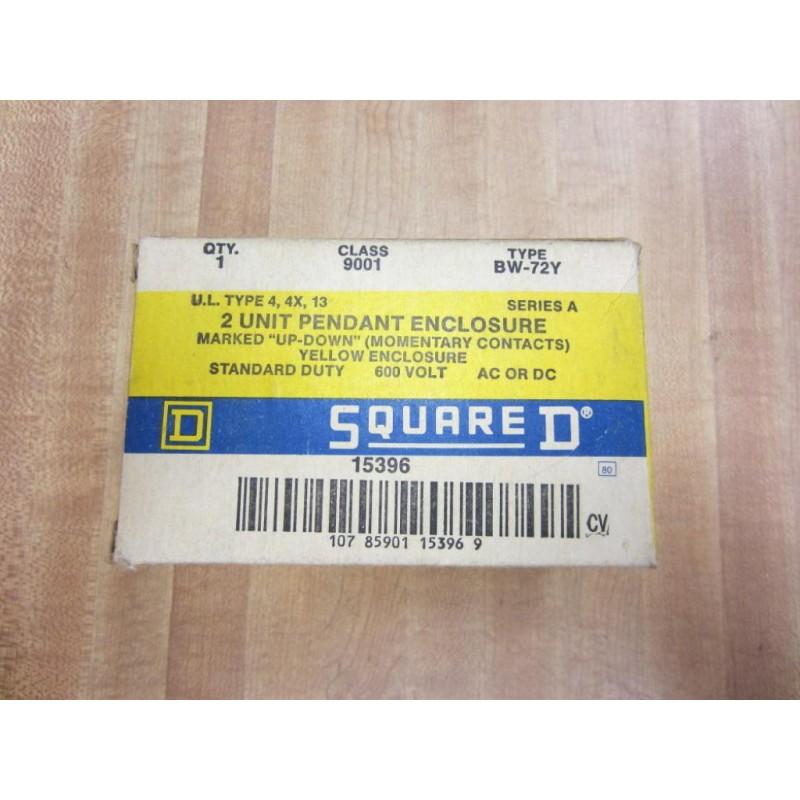 QTY. CLASS TYPE
1 9001 BW-72Y
U.L. TYPE 4, 4X, 13 SERIES A
2 UNIT PENDANT ENCLOSURE
MARKED "UP-DOWN" (MOMENTARY CONTACTS)
YELLOW ENCLOSURE
STANDARD DUTY 600 VOLT AC OR DC
D SQUARE D®
15396
80
CV
107 85901 15396 9